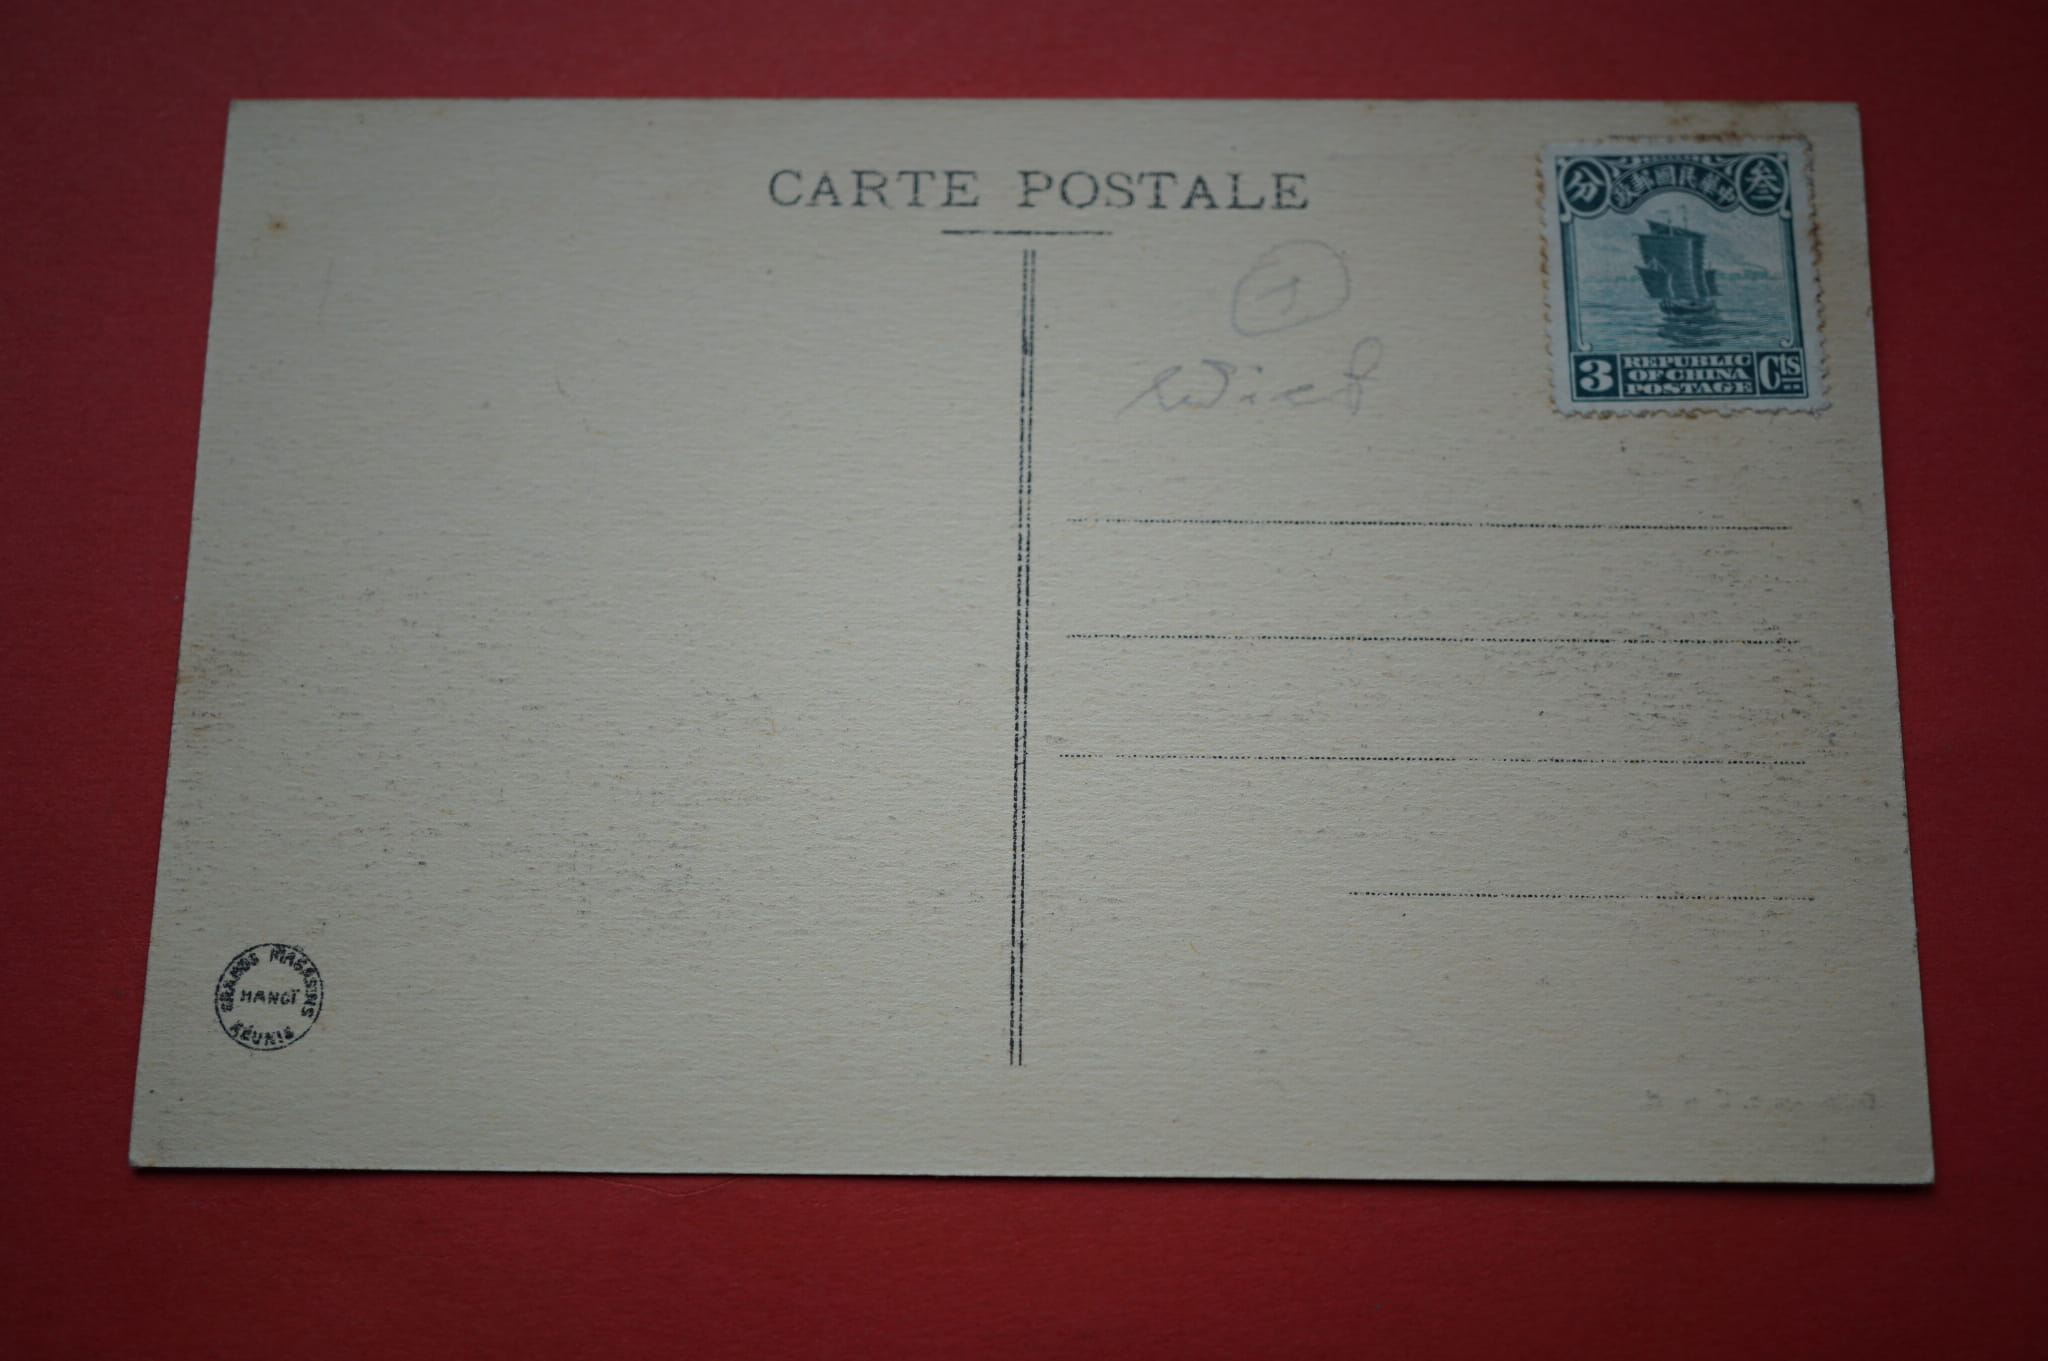 CARTE POSTALE
分 中華民國郵政 叁
3 REPUBLIC OF CHINA POSTAGE Cts
1
GRANDS MAGASINS
HANOÏ
RÉUNIS